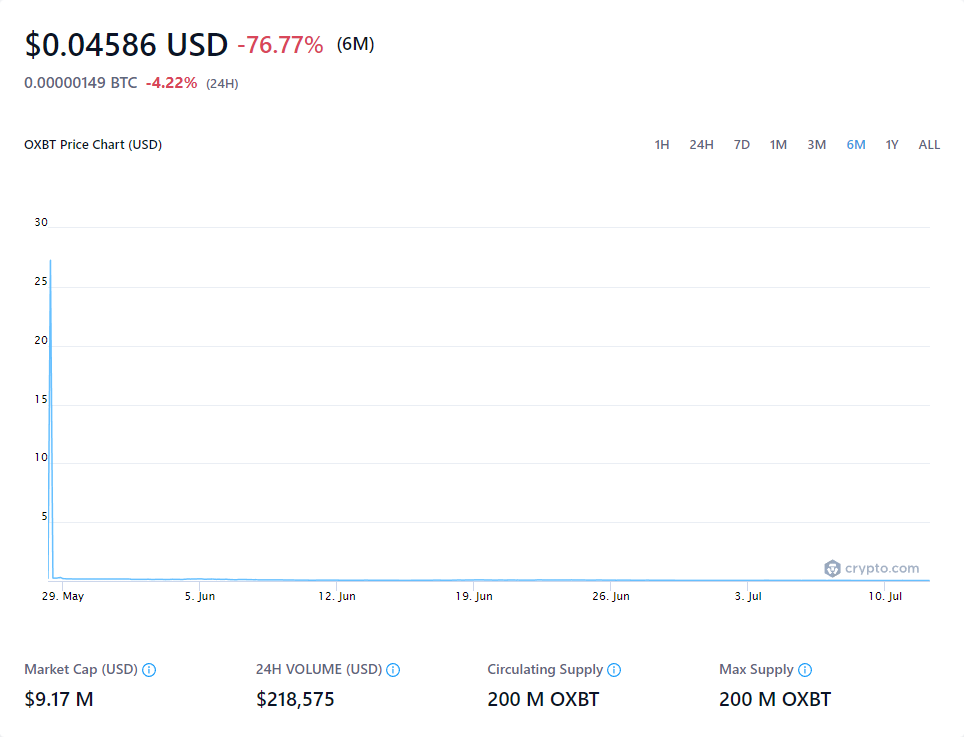 $0.04586 USD -76.77% (6M)
0.00000149 BTC -4.22% (24H)
OXBT Price Chart (USD) 1H 24H 7D 1M 3M 6M 1Y ALL
30
25
20
15
10
5
crypto.com
29. May 5. Jun 12. Jun 19. Jun 26. Jun 3. Jul 10. Jul
Market Cap (USD) 24H VOLUME (USD) Circulating Supply Max Supply
$9.17 M $218,575 200 M OXBT 200 M OXBT